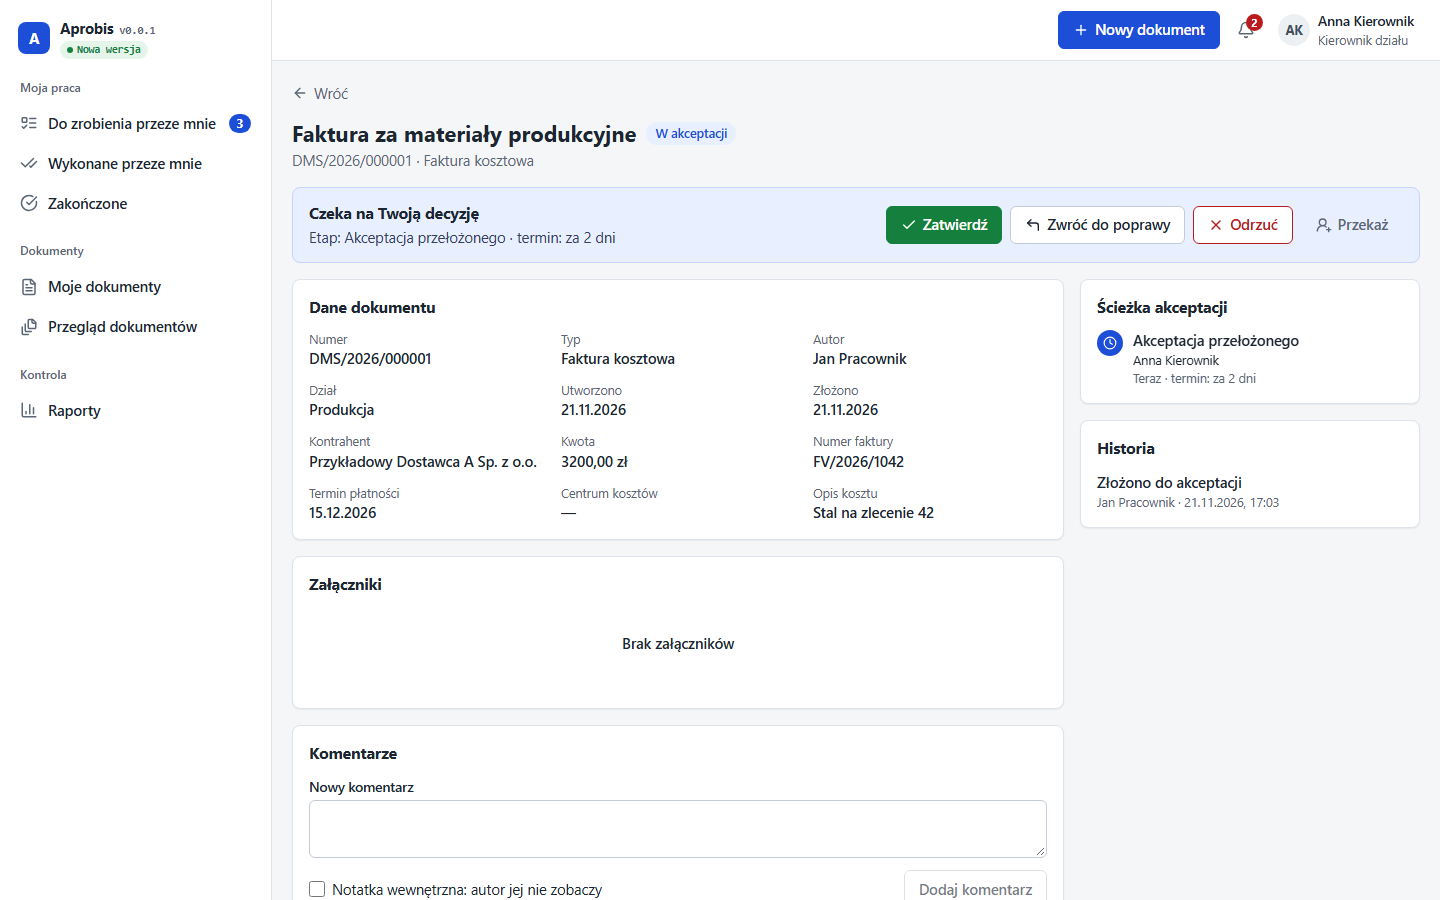 A
Aprobis v0.0.1
Nowa wersja
Moja praca
Do zrobienia przeze mnie 3
Wykonane przeze mnie
Zakończone
Dokumenty
Moje dokumenty
Przegląd dokumentów
Kontrola
Raporty
Nowy dokument
2
AK
Anna Kierownik
Kierownik działu
Wróć
Faktura za materiały produkcyjne W akceptacji
DMS/2026/000001 · Faktura kosztowa
Czeka na Twoją decyzję
Etap: Akceptacja przełożonego · termin: za 2 dni
Zatwierdź
Zwróć do poprawy
Odrzuć
Przekaż
Dane dokumentu
Numer Typ Autor
DMS/2026/000001 Faktura kosztowa Jan Pracownik
Dział Utworzono Złożono
Produkcja 21.11.2026 21.11.2026
Kontrahent Kwota Numer faktury
Przykładowy Dostawca A Sp. z o.o. 3200,00 zł FV/2026/1042
Termin płatności Centrum kosztów Opis kosztu
15.12.2026 — Stal na zlecenie 42
Załączniki
Brak załączników
Komentarze
Nowy komentarz
Notatka wewnętrzna: autor jej nie zobaczy
Dodaj komentarz
Ścieżka akceptacji
Akceptacja przełożonego
Anna Kierownik
Teraz · termin: za 2 dni
Historia
Złożono do akceptacji
Jan Pracownik · 21.11.2026, 17:03